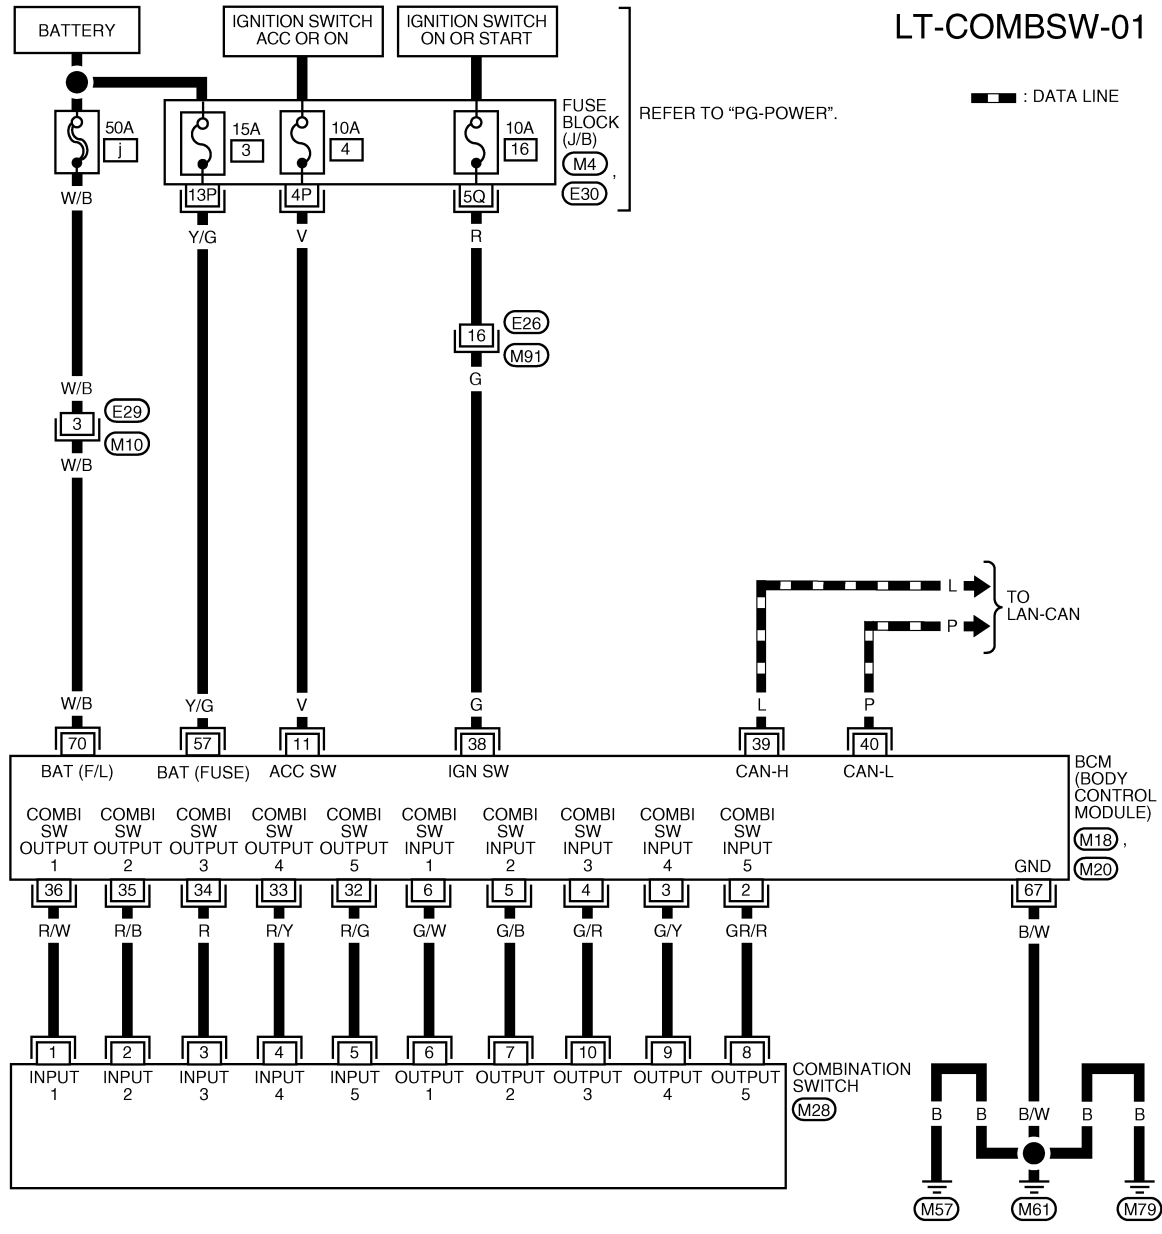 LT-COMBSW-01
BATTERY
IGNITION SWITCH
ACC OR ON
IGNITION SWITCH
ON OR START
: DATA LINE
50A
j
15A
3
10A
4
10A
16
FUSE
BLOCK
(J/B)
M4
,
E30
REFER TO “PG-POWER”.
13P
4P
5Q
W/B
Y/G
V
R
16
E26
M91
G
W/B
3
E29
M10
W/B
L
P
TO
LAN-CAN
W/B
Y/G
V
G
L
P
70
57
11
38
39
40
BAT (F/L)
BAT (FUSE)
ACC SW
IGN SW
CAN-H
CAN-L
BCM
(BODY
CONTROL
MODULE)
M18
,
M20
COMBI
SW
OUTPUT
1
COMBI
SW
OUTPUT
2
COMBI
SW
OUTPUT
3
COMBI
SW
OUTPUT
4
COMBI
SW
OUTPUT
5
COMBI
SW
INPUT
1
COMBI
SW
INPUT
2
COMBI
SW
INPUT
3
COMBI
SW
INPUT
4
COMBI
SW
INPUT
5
GND
36
35
34
33
32
6
5
4
3
2
67
R/W
R/B
R
R/Y
R/G
G/W
G/B
G/R
G/Y
GR/R
B/W
1
2
3
4
5
6
7
10
9
8
INPUT
1
INPUT
2
INPUT
3
INPUT
4
INPUT
5
OUTPUT
1
OUTPUT
2
OUTPUT
3
OUTPUT
4
OUTPUT
5
COMBINATION
SWITCH
M28
B
B
B/W
B
B
M57
M61
M79